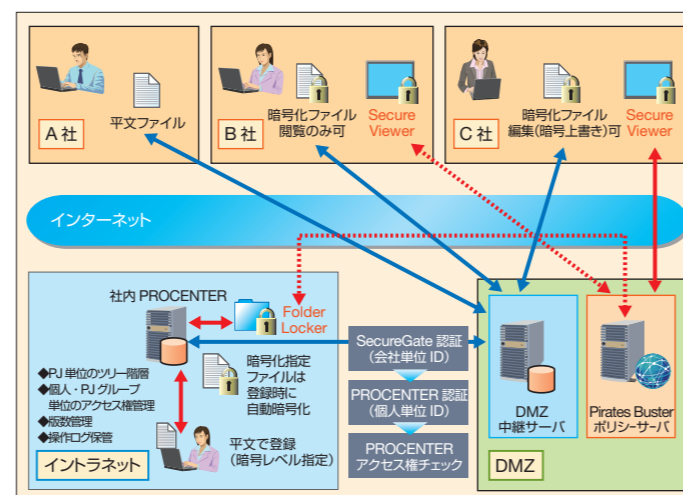 A社
平文ファイル
B社
暗号化ファイル
閲覧のみ可
Secure
Viewer
C社
暗号化ファイル
編集(暗号上書き)可
Secure
Viewer
インターネット
社内 PROCENTER
Folder
Locker
◆PJ 単位のツリー階層
◆個人・PJ グループ
単位のアクセス権管理
◆版数管理
◆操作ログ保管
暗号化指定
ファイルは
登録時に
自動暗号化
平文で登録
(暗号レベル指定)
イントラネット
SecureGate 認証
(会社単位 ID)
PROCENTER 認証
(個人単位 ID)
PROCENTER
アクセス権チェック
DMZ
中継サーバ
Pirates Buster
ポリシーサーバ
DMZ